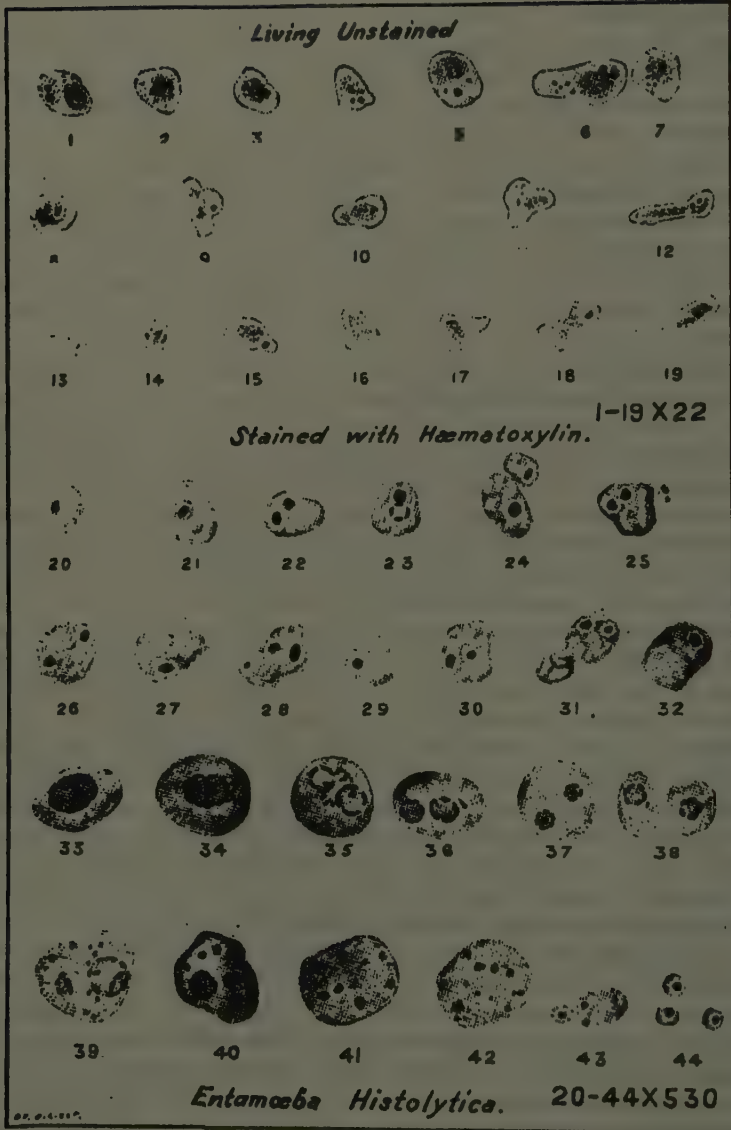 Living Unstained
1 2 3 5 6 7
8 9 10 12
13 14 15 16 17 18 19
1-19 X 22
Stained with Hæmatoxylin.
20 21 22 23 24 25
26 27 28 29 30 31 . 32
33 34 35 36 37 38
39 40 41 42 43 44
Entamœba Histolytica. 20-44 X 530